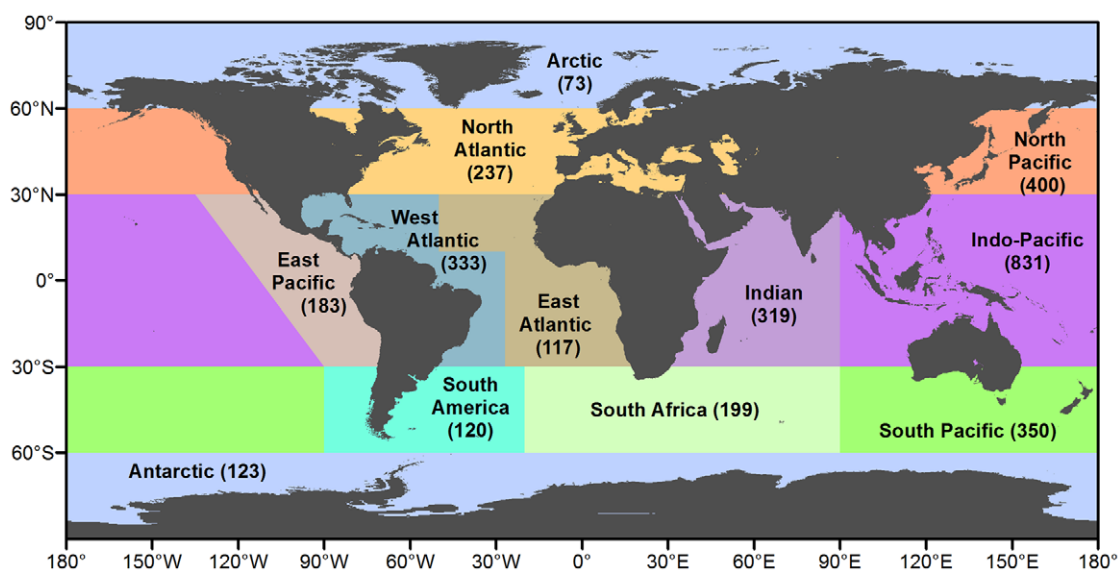 90°
Arctic
(73)
60°N
North
Atlantic
(237)
North
Pacific
(400)
30°N
West
Atlantic
(333)
Indo-Pacific
(831)
East
Pacific
(183)
0°
East
Atlantic
(117)
Indian
(319)
30°S
South
America
(120)
South Africa (199)
South Pacific (350)
60°S
Antarctic (123)
180° 150°W 120°W 90°W 60°W 30°W 0° 30°E 60°E 90°E 120°E 150°E 180°